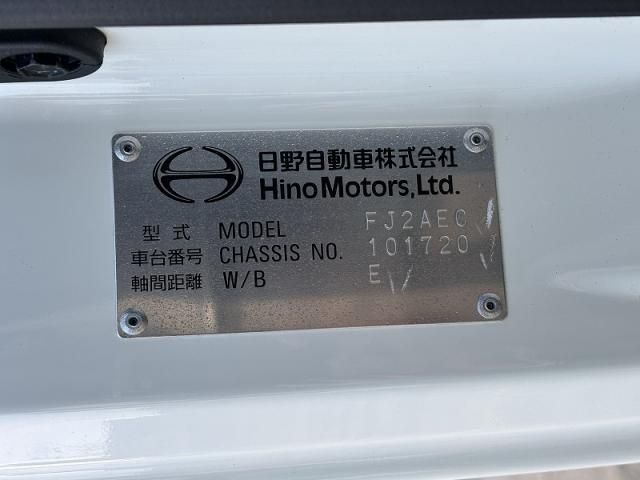 日野自動車株式会社
Hino Motors, Ltd.
型式 MODEL FJ2AEC
車台番号 CHASSIS NO. 101720
軸間距離 W/B E